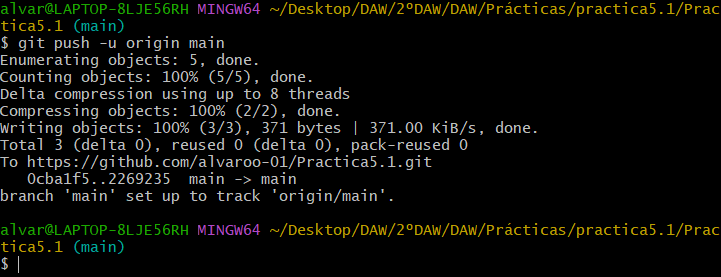 alvar@LAPTOP-8LJE56RH MINGW64 ~/Desktop/DAW/2ºDAW/DAW/Prácticas/practica5.1/Prac
tica5.1 (main)
$ git push -u origin main
Enumerating objects: 5, done.
Counting objects: 100% (5/5), done.
Delta compression using up to 8 threads
Compressing objects: 100% (2/2), done.
Writing objects: 100% (3/3), 371 bytes | 371.00 KiB/s, done.
Total 3 (delta 0), reused 0 (delta 0), pack-reused 0
To https://github.com/alvaroo-01/Practica5.1.git
   0cba1f5..2269235  main -> main
branch 'main' set up to track 'origin/main'.
alvar@LAPTOP-8LJE56RH MINGW64 ~/Desktop/DAW/2ºDAW/DAW/Prácticas/practica5.1/Prac
tica5.1 (main)
$